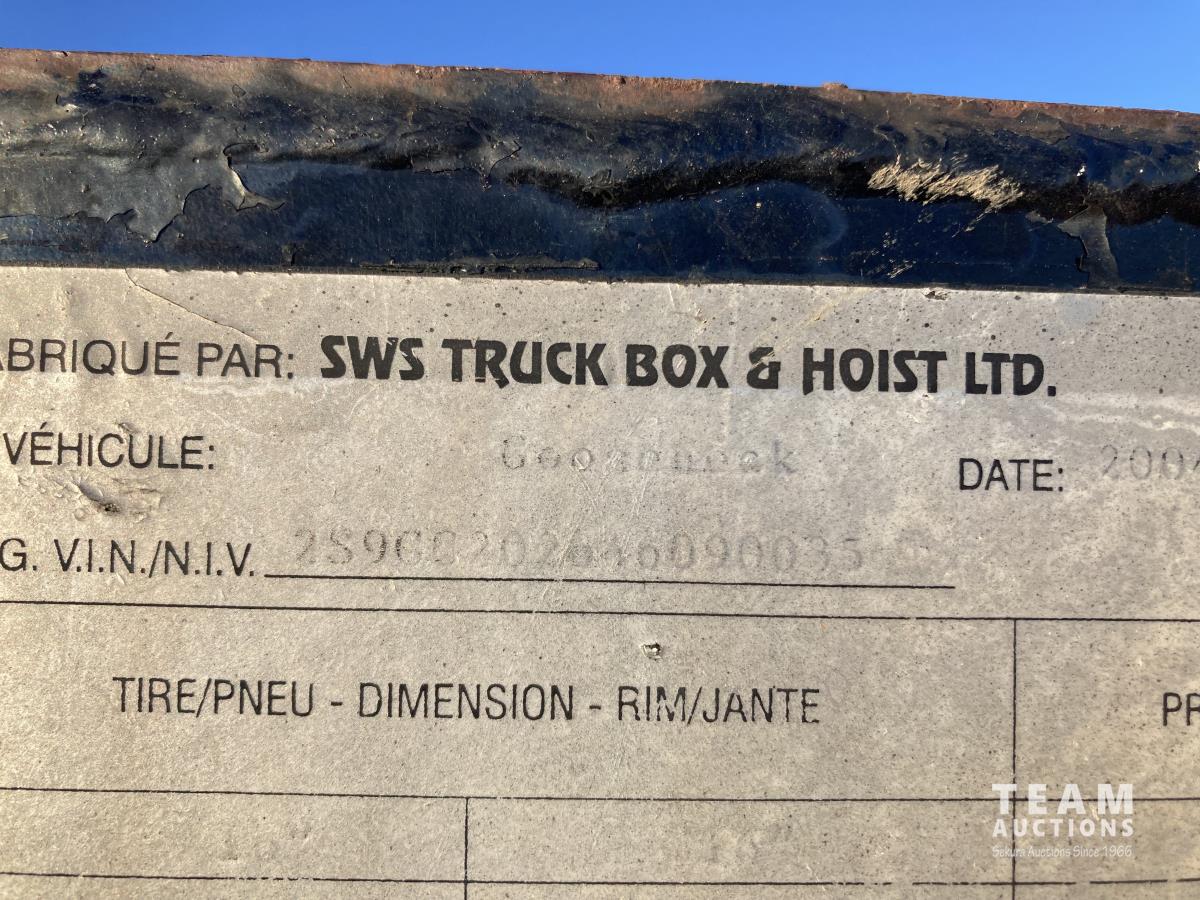 ABRIQUÉ PAR: SWS TRUCK BOX & HOIST LTD.
VÉHICULE: Gooseneck DATE: 2004
G. V.I.N./N.I.V.
TIRE/PNEU - DIMENSION - RIM/JANTE PR
TEAM
AUCTIONS
Sekura Auctions Since 1966